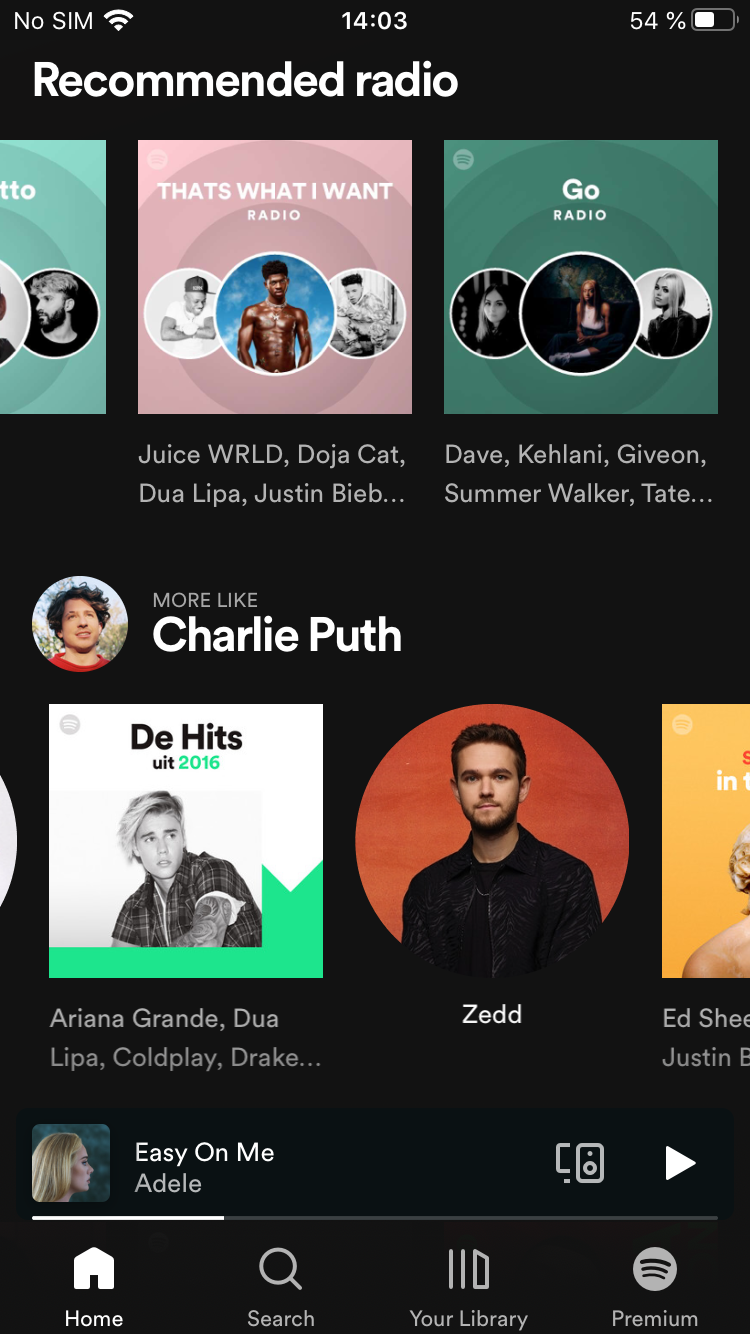 No SIM 14:03 54 %
Recommended radio
tto
THATS WHAT I WANT
RADIO
Go
RADIO
Juice WRLD, Doja Cat,
Dua Lipa, Justin Bieb...
Dave, Kehlani, Giveon,
Summer Walker, Tate...
MORE LIKE
Charlie Puth
De Hits
uit 2016
S
in t
Ariana Grande, Dua
Lipa, Coldplay, Drake...
Zedd
Ed Shee
Justin B
Easy On Me
Adele
Home
Search
Your Library
Premium